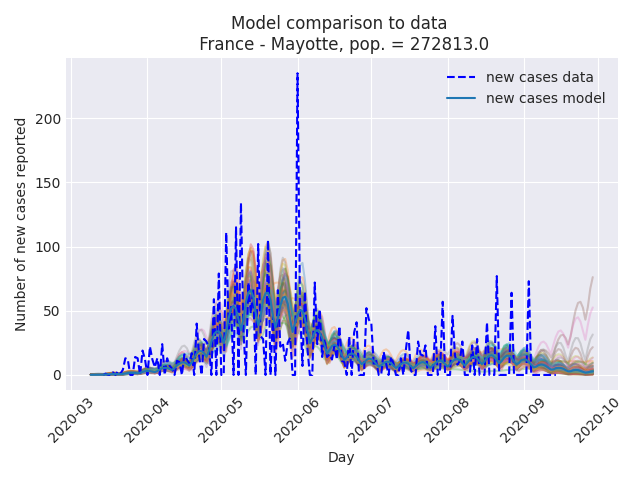 Model comparison to data
France - Mayotte, pop. = 272813.0
new cases data
new cases model
Number of new cases reported
200
150
100
50
0
2020-03
2020-04
2020-05
2020-06
2020-07
2020-08
2020-09
2020-10
Day